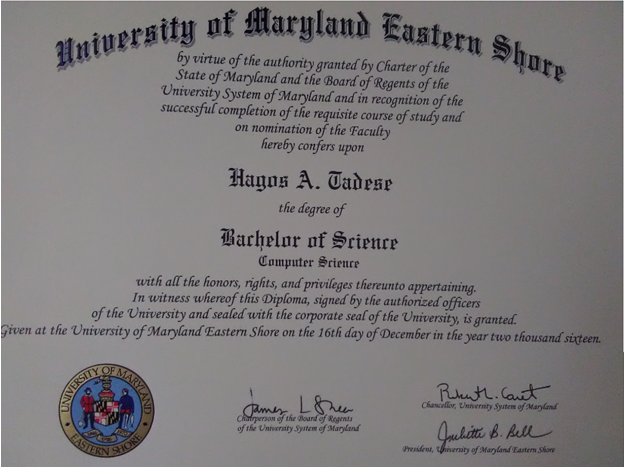 University of Maryland Eastern Shore
by virtue of the authority granted by Charter of the
State of Maryland and the Board of Regents of the
University System of Maryland and in recognition of the
successful completion of the requisite course of study and
on nomination of the Faculty
hereby confers upon
Hagos A. Tadese
the degree of
Bachelor of Science
Computer Science
with all the honors, rights, and privileges thereunto appertaining.
In witness whereof this Diploma, signed by the authorized officers
of the University and sealed with the corporate seal of the University, is granted.
Given at the University of Maryland Eastern Shore on the 16th day of December in the year two thousand sixteen.
UNIVERSITY OF MARYLAND
EASTERN SHORE
James L Shea
Chairperson of the Board of Regents
of the University System of Maryland
Robert L. Caret
Chancellor, University System of Maryland
Juliette B. Bell
President, University of Maryland Eastern Shore